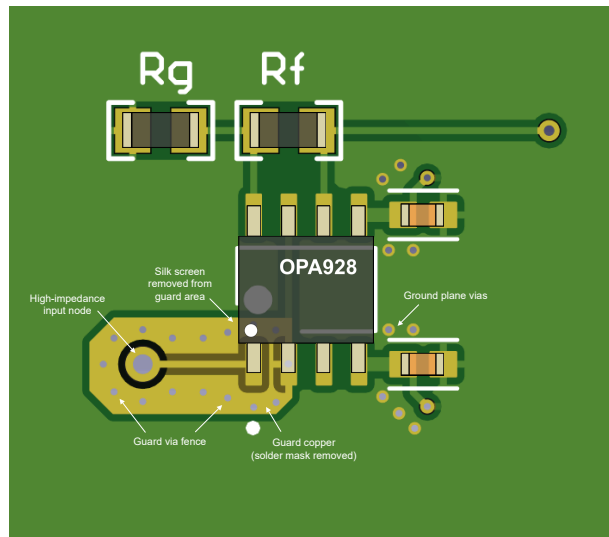 Rg Rf
OPA928
Silk screen
removed from
guard area
High-impedance
input node
Ground plane vias
Guard via fence
Guard copper
(solder mask removed)